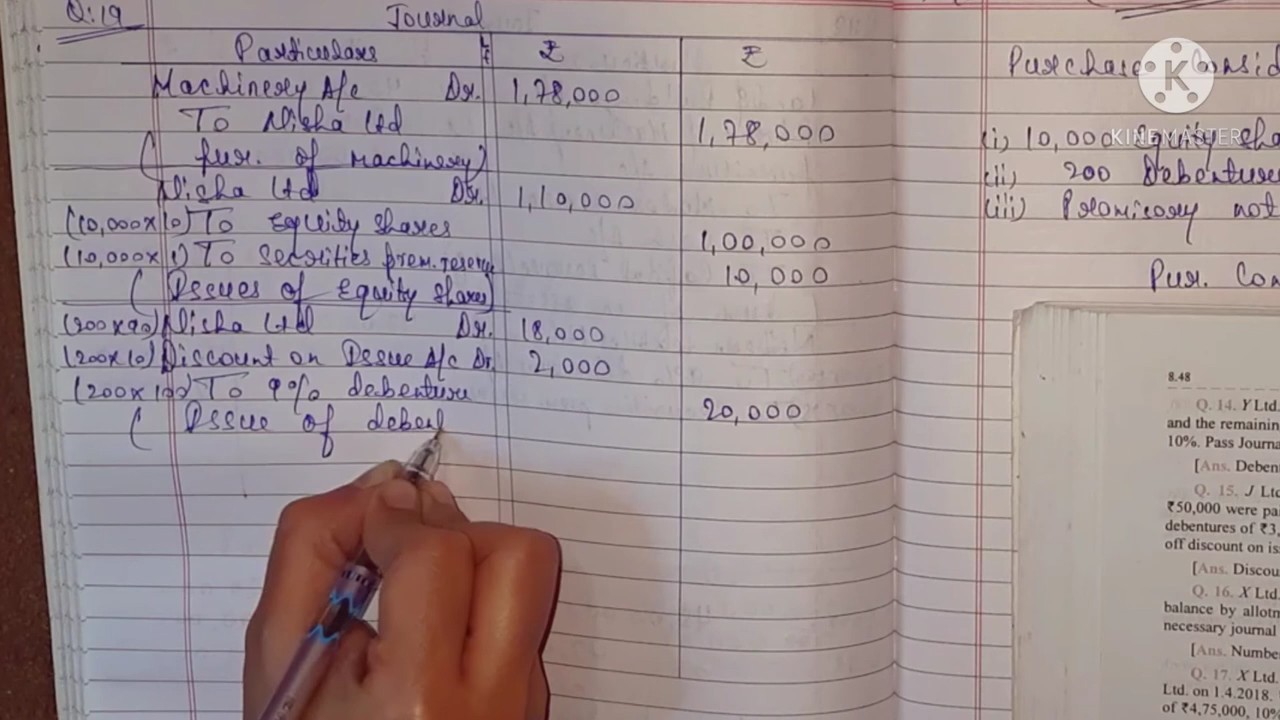 Q:19 Journal
Particulars L.F ₹ ₹
Machinery A/c Dr. 1,78,000
To Nisha Ltd 1,78,000
( pur. of machinery)
Nisha Ltd Dr. 1,10,000
(10,000×10) To Equity shares 1,00,000
(10,000×1) To Securities prem. reserve 10,000
( Issues of Equity shares)
(200×90) Nisha Ltd Dr. 18,000
(200×10) Discount on Issue A/c Dr. 2,000
(200×100) To 9% debenture 20,000
( Issue of deben
Purchase Consid
(i) 10,000 Equity sha
(ii) 200 Debenture
(iii) Promicory not
Pur. Con
K
KINEMASTER
8.48
Q. 14. Y Ltd.
and the remaining
10%. Pass Journa
[Ans. Deben
Q. 15. J Ltd
₹50,000 were pa
debentures of ₹3,
off discount on is
[Ans. Discou
Q. 16. X Ltd.
balance by allotm
necessary journal
[Ans. Numbe
Q. 17. X Ltd.
Ltd. on 1.4.2018.
of ₹4,75,000, 10%